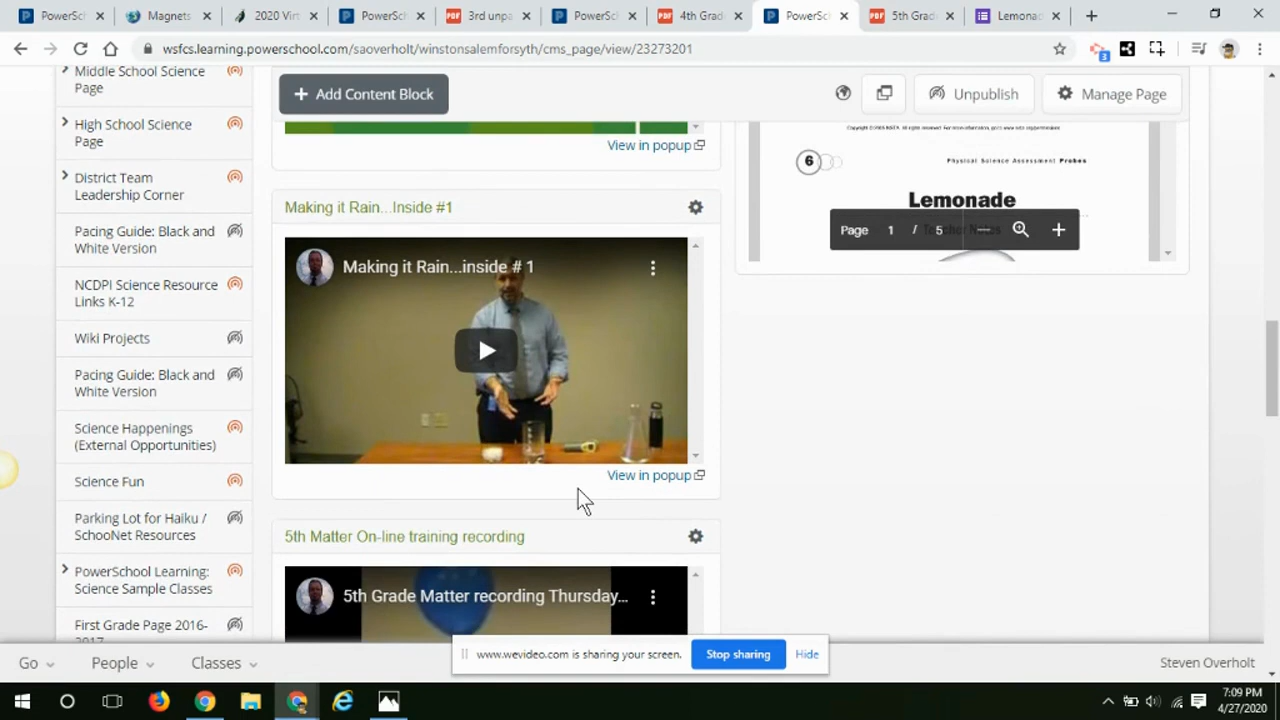 PowerSc
Magnets
2020 Virt
PowerSc
3rd unpa
PowerSc
4th Grad
PowerSc
5th Grad
Lemona
wsfcs.learning.powerschool.com/saoverholt/winstonsalemforsyth/cms_page/view/23273201
3
Middle School Science
Page
High School Science
Page
District Team
Leadership Corner
Pacing Guide: Black and
White Version
NCDPI Science Resource
Links K-12
Wiki Projects
Pacing Guide: Black and
White Version
Science Happenings
(External Opportunities)
Science Fun
Parking Lot for Haiku /
SchooNet Resources
PowerSchool Learning:
Science Sample Classes
First Grade Page 2016-
2017
+ Add Content Block
Unpublish
Manage Page
View in popup
Making it Rain...Inside #1
Making it Rain...inside # 1
View in popup
5th Matter On-line training recording
5th Grade Matter recording Thursday...
6
Physical Science Assessment Probes
Lemonade
Page 1 / 5
www.wevideo.com is sharing your screen.
Stop sharing
Hide
Go
People
Classes
Steven Overholt
7:09 PM
4/27/2020